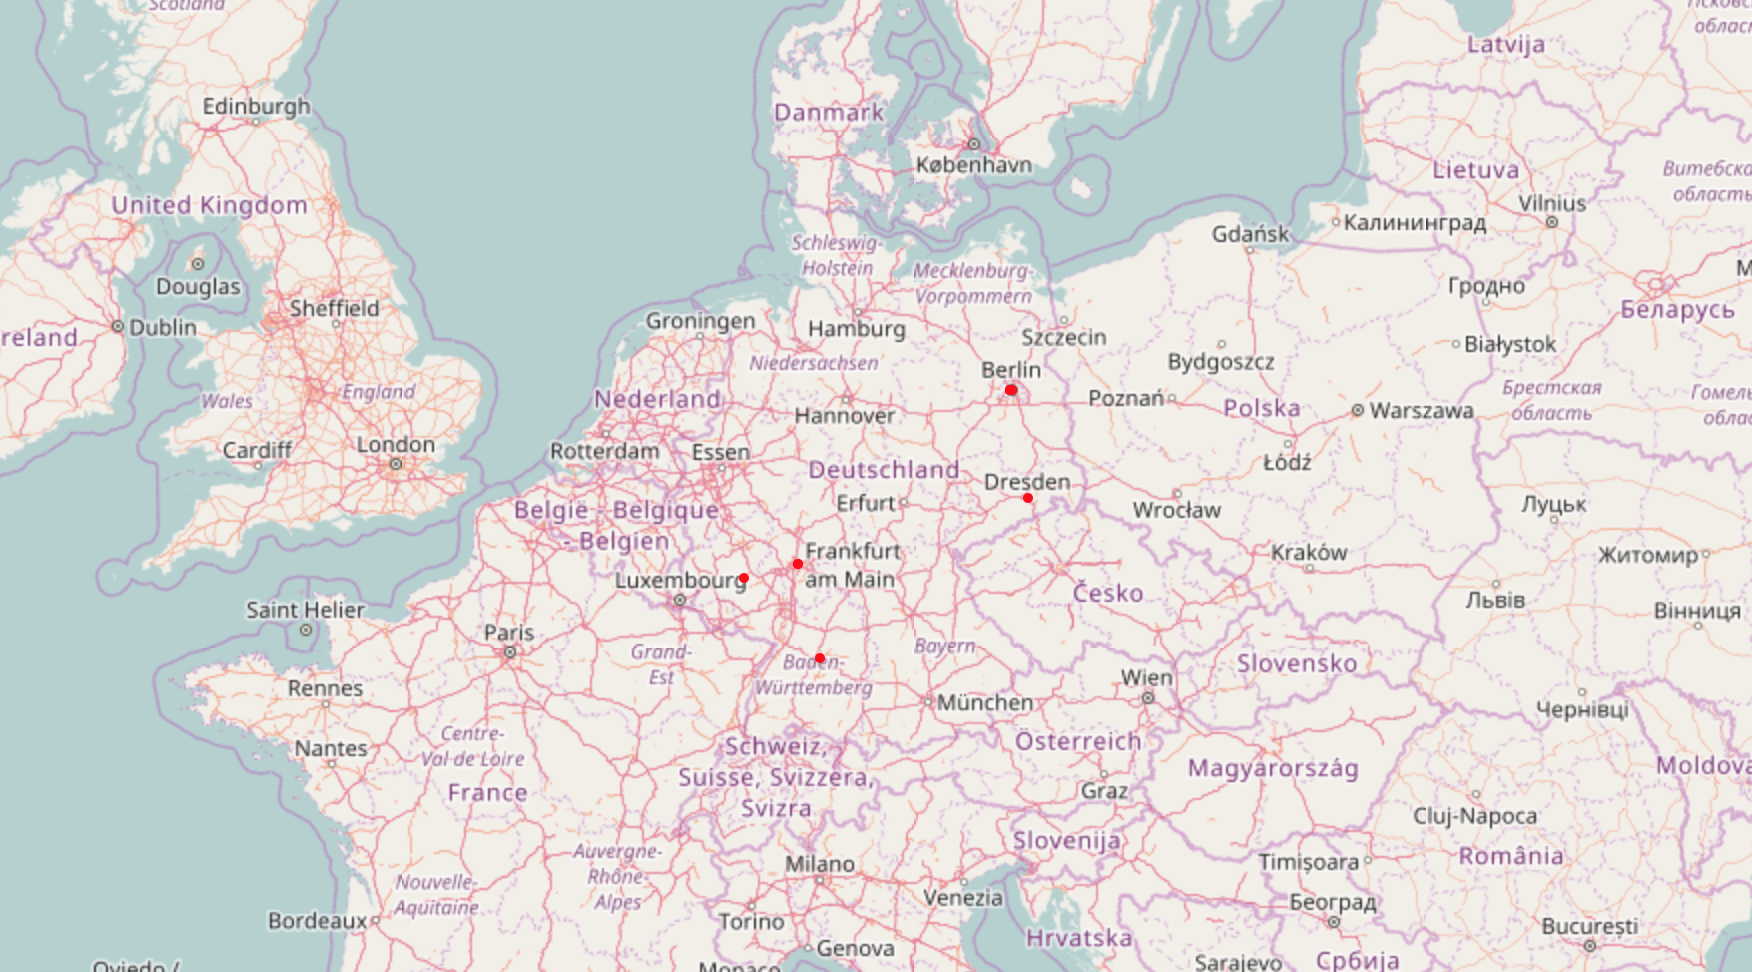 Scotland
Latvija
Edinburgh
Danmark
København
Lietuva
Витебска
область
United Kingdom
Vilnius
Калининград
Gdańsk
Schleswig-
Holstein
Mecklenburg-
Vorpommern
Douglas
Гродно
Беларусь
Sheffield
Dublin
reland
Groningen
Hamburg
Szczecin
Białystok
Bydgoszcz
Niedersachsen
Berlin
Wales
England
Nederland
Poznań
Polska
Warszawa
Брестская
область
Гомель
облас
Hannover
Cardiff
London
Rotterdam
Essen
Deutschland
Łódź
Dresden
Erfurt
Wrocław
Луцьк
België - Belgique
- Belgien
Frankfurt
am Main
Kraków
Житомир
Luxembourg
Česko
Львів
Вінниця
Saint Helier
Paris
Grand-
Est
Bayern
Baden-
Württemberg
Slovensko
Wien
Rennes
München
Чернівці
Nantes
Centre-
Val de Loire
France
Schweiz,
Suisse, Svizzera,
Svizra
Österreich
Magyarország
Moldova
Graz
Cluj-Napoca
Slovenija
Auvergne-
Rhône-
Alpes
Milano
Timișoara
România
Nouvelle-
Aquitaine
Venezia
Београд
Bordeaux
Torino
Genova
Hrvatska
București
Sarajevo
Србија
Monaco
Oviedo /